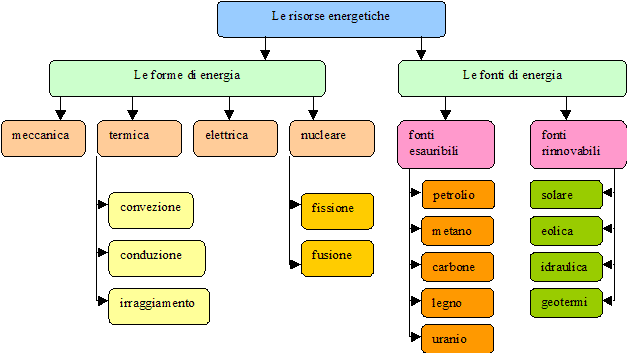 Le risorse energetiche
Le forme di energia
Le fonti di energia
meccanica
termica
elettrica
nucleare
fonti
esauribili
fonti
rinnovabili
convezione
conduzione
irraggiamento
fissione
fusione
petrolio
metano
carbone
legno
uranio
solare
eolica
idraulica
geotermi